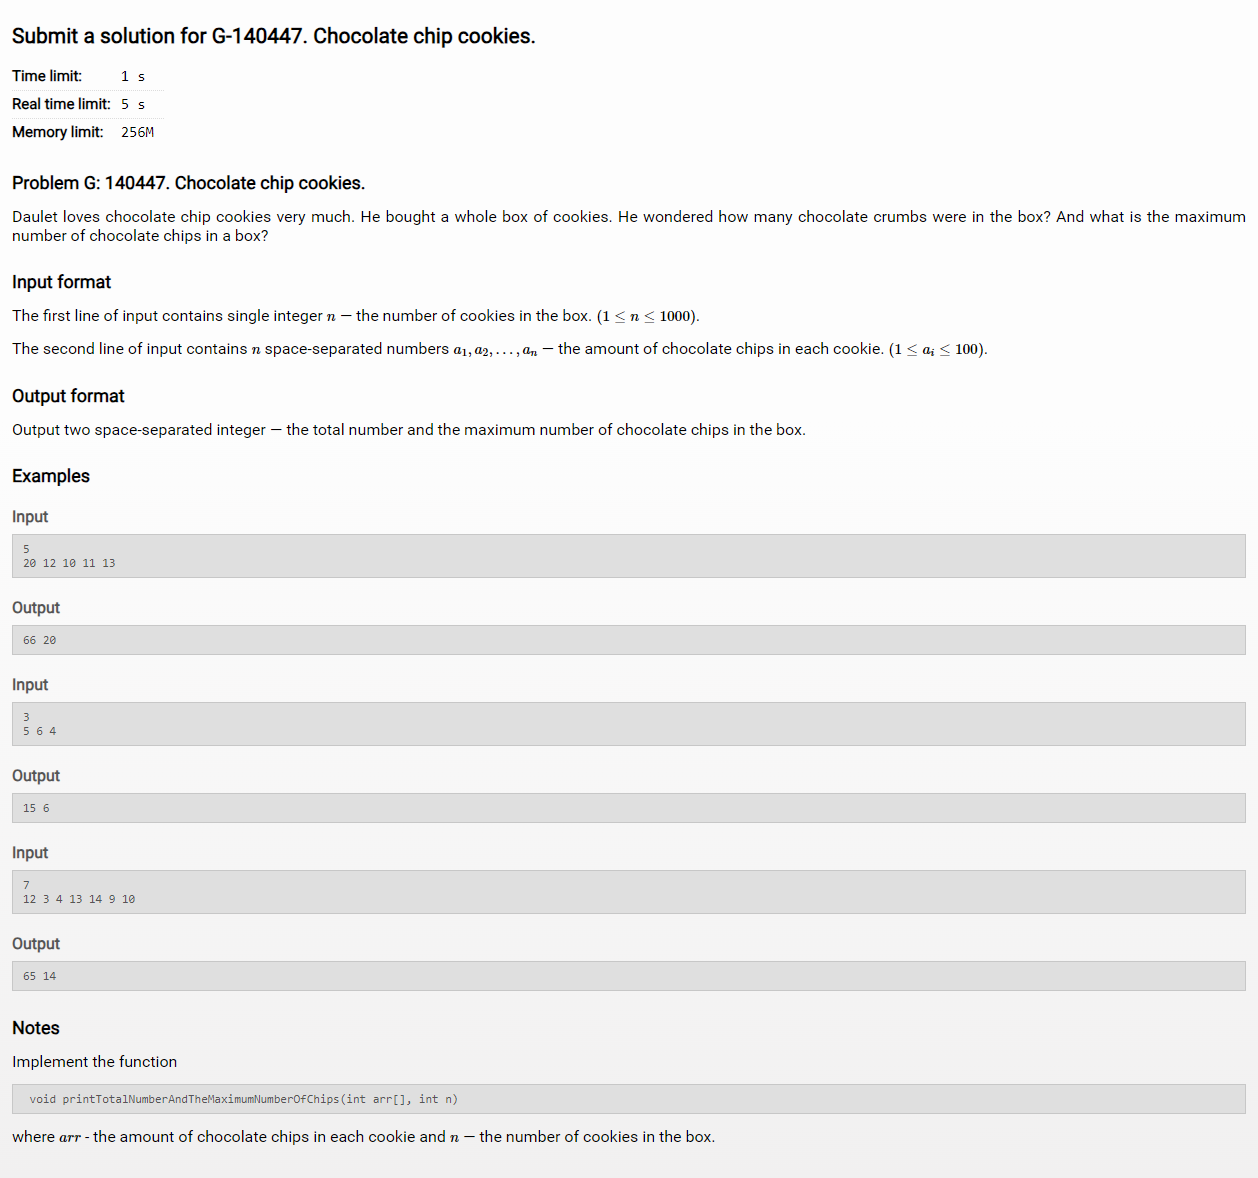 Submit a solution for G-140447. Chocolate chip cookies.
Time limit: 1 s
Real time limit: 5 s
Memory limit: 256M
Problem G: 140447. Chocolate chip cookies.
Daulet loves chocolate chip cookies very much. He bought a whole box of cookies. He wondered how many chocolate crumbs were in the box? And what is the maximum
number of chocolate chips in a box?
Input format
The first line of input contains single integer n — the number of cookies in the box. (1 ≤ n ≤ 1000).
The second line of input contains n space-separated numbers a₁, a₂, . . . , aₙ — the amount of chocolate chips in each cookie. (1 ≤ aᵢ ≤ 100).
Output format
Output two space-separated integer — the total number and the maximum number of chocolate chips in the box.
Examples
Input
5
20 12 10 11 13
Output
66 20
Input
3
5 6 4
Output
15 6
Input
7
12 3 4 13 14 9 10
Output
65 14
Notes
Implement the function
void printTotalNumberAndTheMaximumNumberOfChips(int arr[], int n)
where arr - the amount of chocolate chips in each cookie and n — the number of cookies in the box.